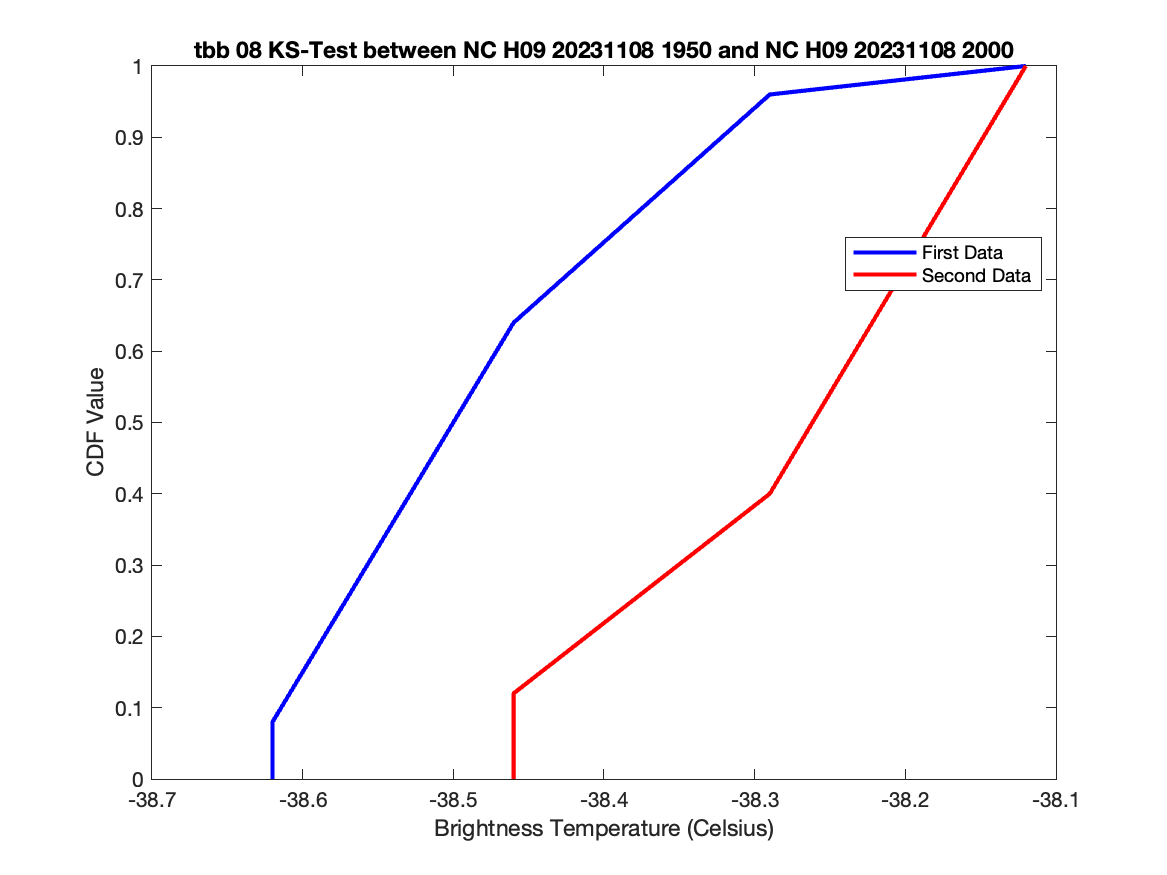 tbb 08 KS-Test between NC H09 20231108 1950 and NC H09 20231108 2000
1
0.9
0.8
0.7
0.6
0.5
0.4
0.3
0.2
0.1
0
CDF Value
First Data
Second Data
-38.7 -38.6 -38.5 -38.4 -38.3 -38.2 -38.1
Brightness Temperature (Celsius)